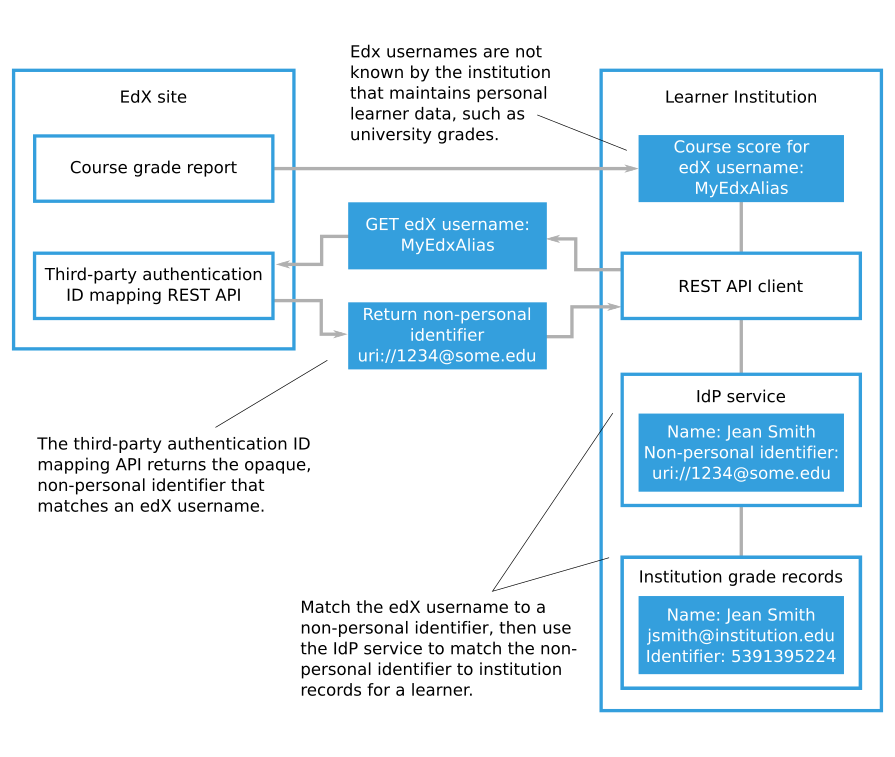 Edx usernames are not
known by the institution
that maintains personal
learner data, such as
university grades.
EdX site
Course grade report
Third-party authentication
ID mapping REST API
GET edX username:
MyEdxAlias
Return non-personal
identifier
uri://1234@some.edu
Learner Institution
Course score for
edX username:
MyEdxAlias
REST API client
IdP service
Name: Jean Smith
Non-personal identifier:
uri://1234@some.edu
Institution grade records
Name: Jean Smith
jsmith@institution.edu
Identifier: 5391395224
The third-party authentication ID
mapping API returns the opaque,
non-personal identifier that
matches an edX username.
Match the edX username to a
non-personal identifier, then use
the IdP service to match the non-
personal identifier to institution
records for a learner.